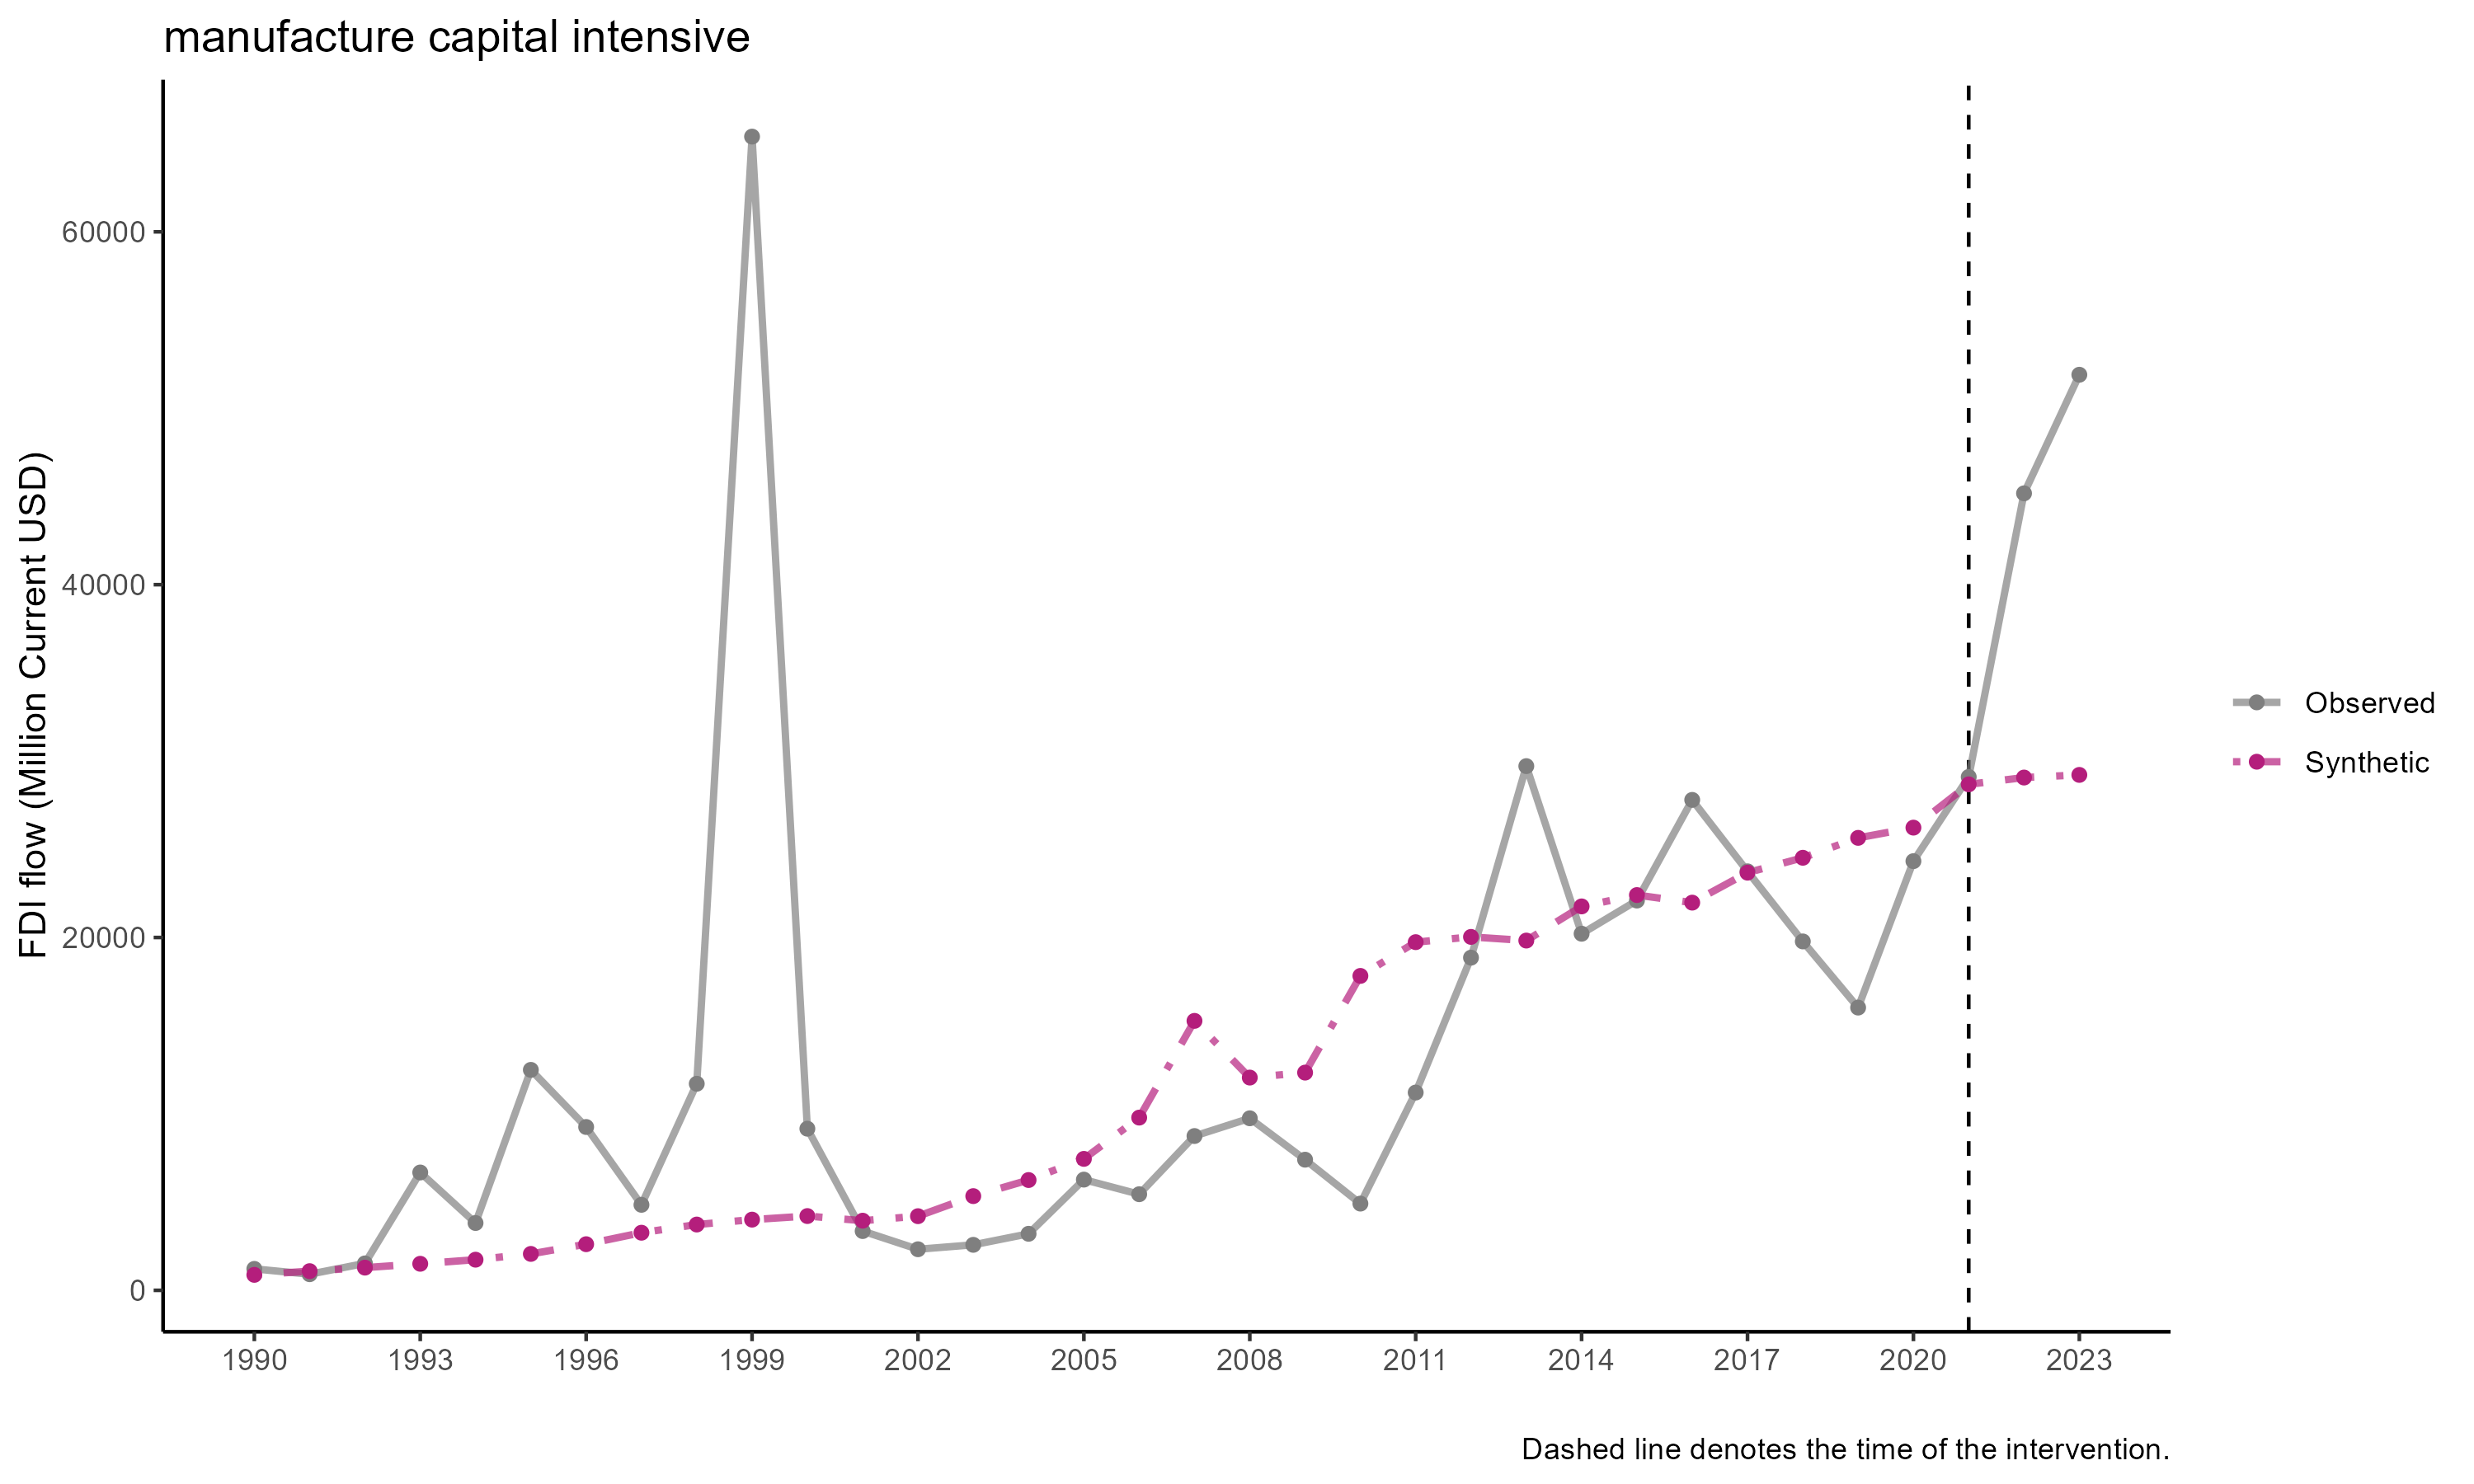 manufacture capital intensive
FDI flow (Million Current USD)
60000
40000
20000
0
1990 1993 1996 1999 2002 2005 2008 2011 2014 2017 2020 2023
Observed
Synthetic
Dashed line denotes the time of the intervention.